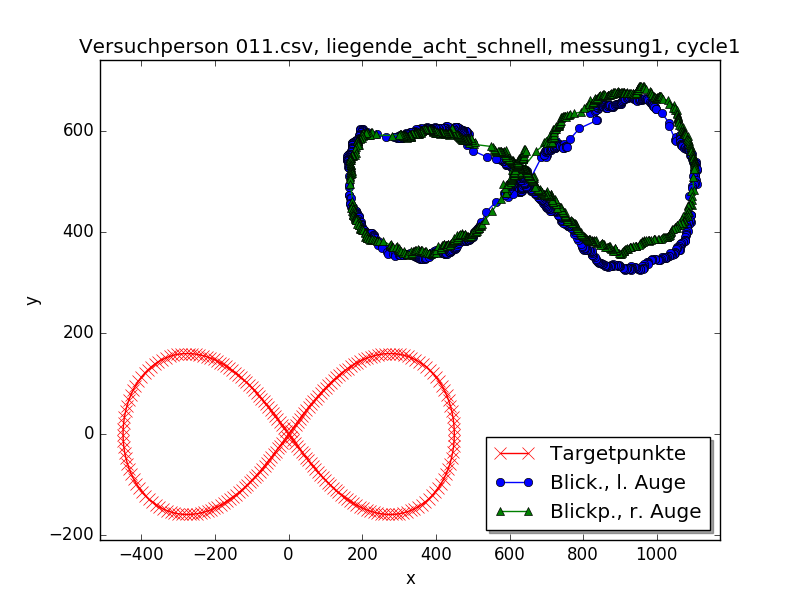 Versuchperson 011.csv, liegende_acht_schnell, messung1, cycle1
y
600
400
200
0
−200
−400
−200
0
200
400
600
800
1000
x
Targetpunkte
Blick., l. Auge
Blickp., r. Auge